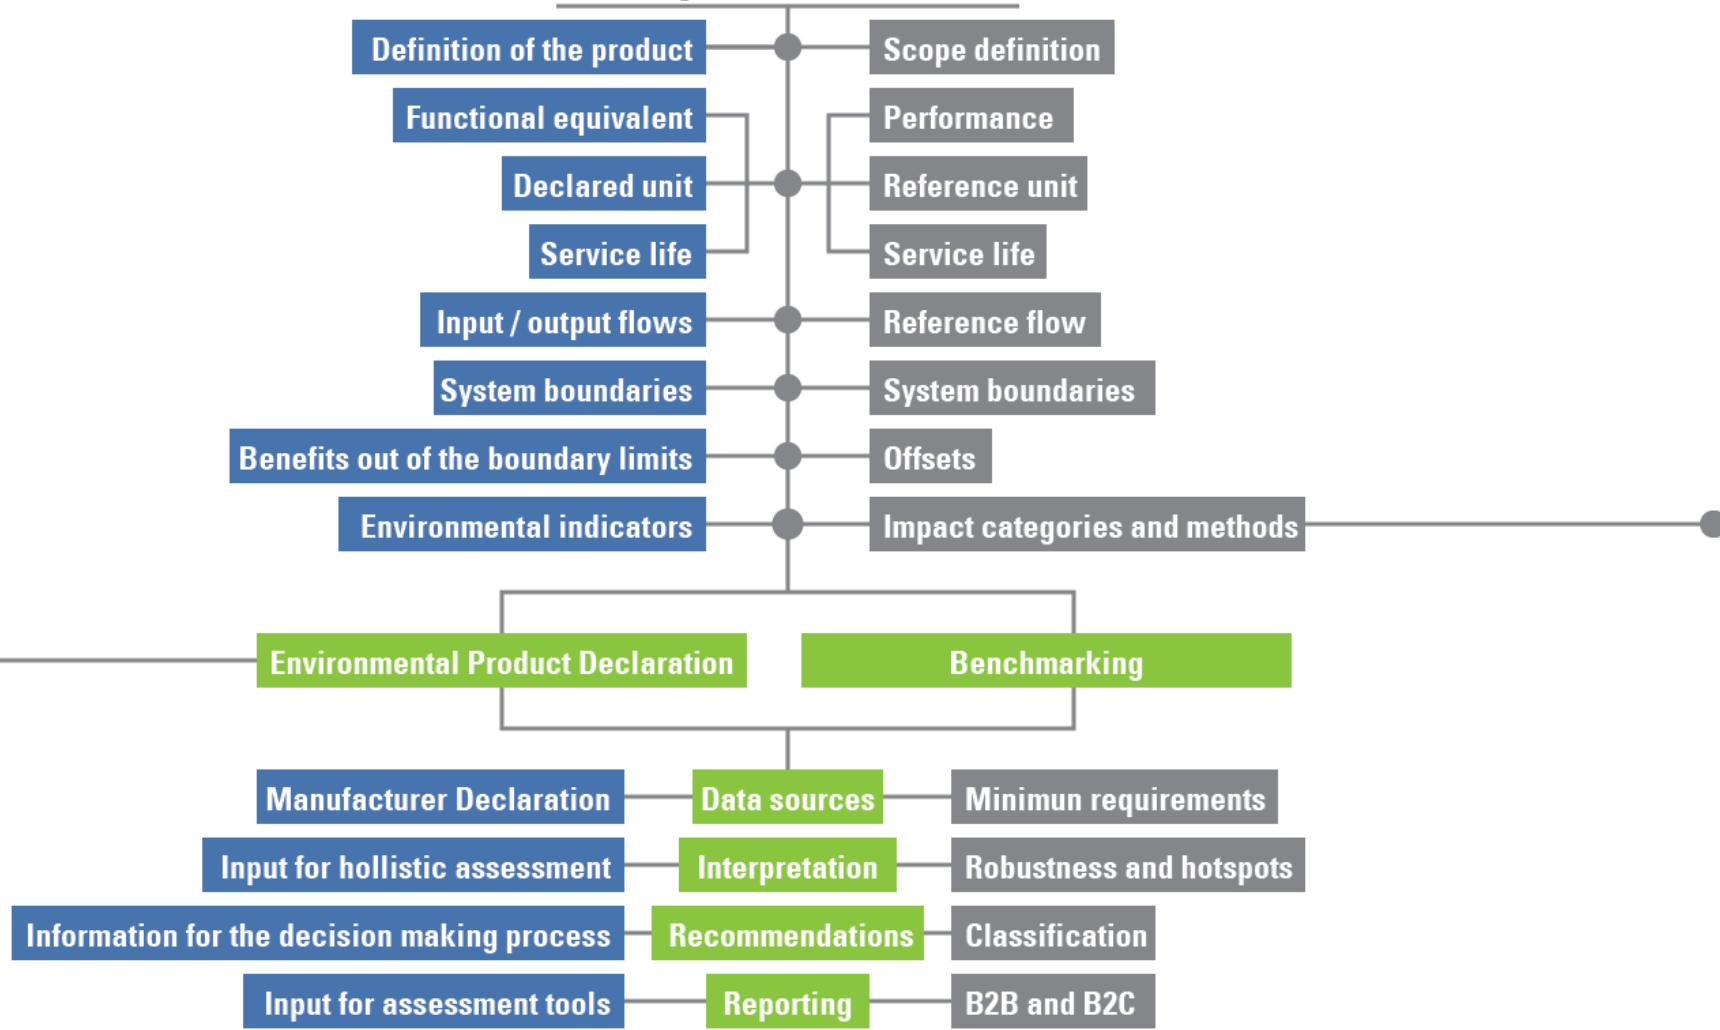 Definition of the product
Scope definition
Functional equivalent
Performance
Declared unit
Reference unit
Service life
Service life
Input / output flows
Reference flow
System boundaries
System boundaries
Benefits out of the boundary limits
Offsets
Environmental indicators
Impact categories and methods
Environmental Product Declaration
Benchmarking
Manufacturer Declaration
Data sources
Minimun requirements
Input for hollistic assessment
Interpretation
Robustness and hotspots
Information for the decision making process
Recommendations
Classification
Input for assessment tools
Reporting
B2B and B2C